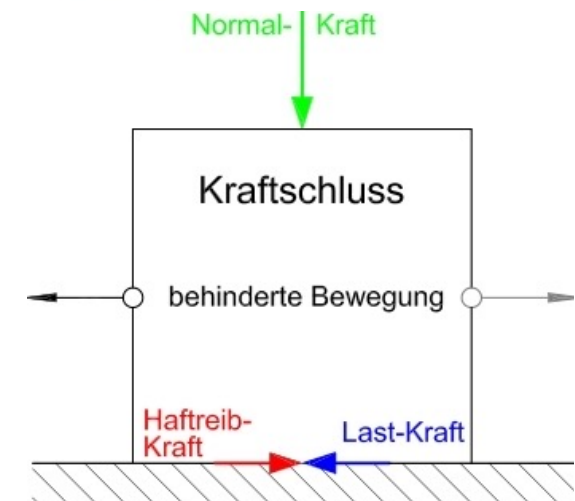 Normal- Kraft
Kraftschluss
behinderte Bewegung
Haftreib-
Kraft
Last-Kraft